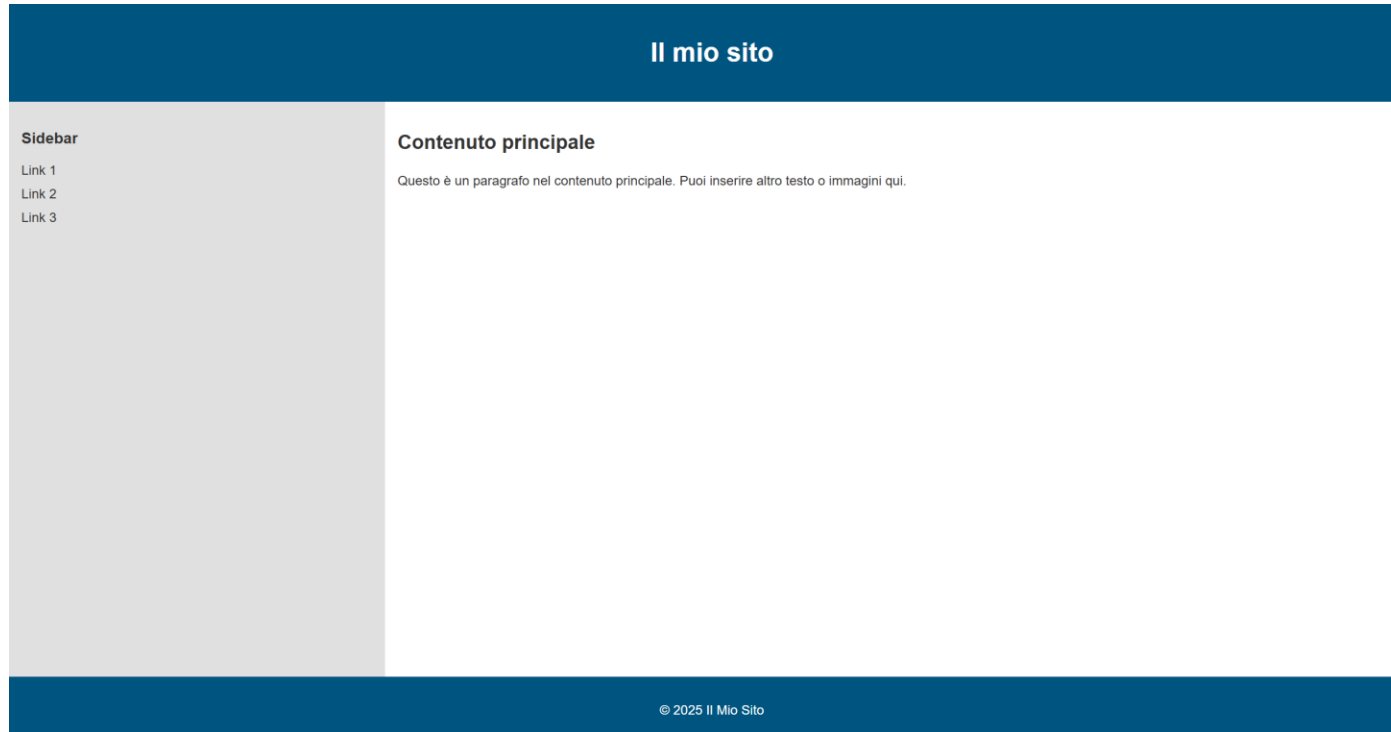 Il mio sito
Sidebar
Link 1
Link 2
Link 3
Contenuto principale
Questo è un paragrafo nel contenuto principale. Puoi inserire altro testo o immagini qui.
© 2025 Il Mio Sito